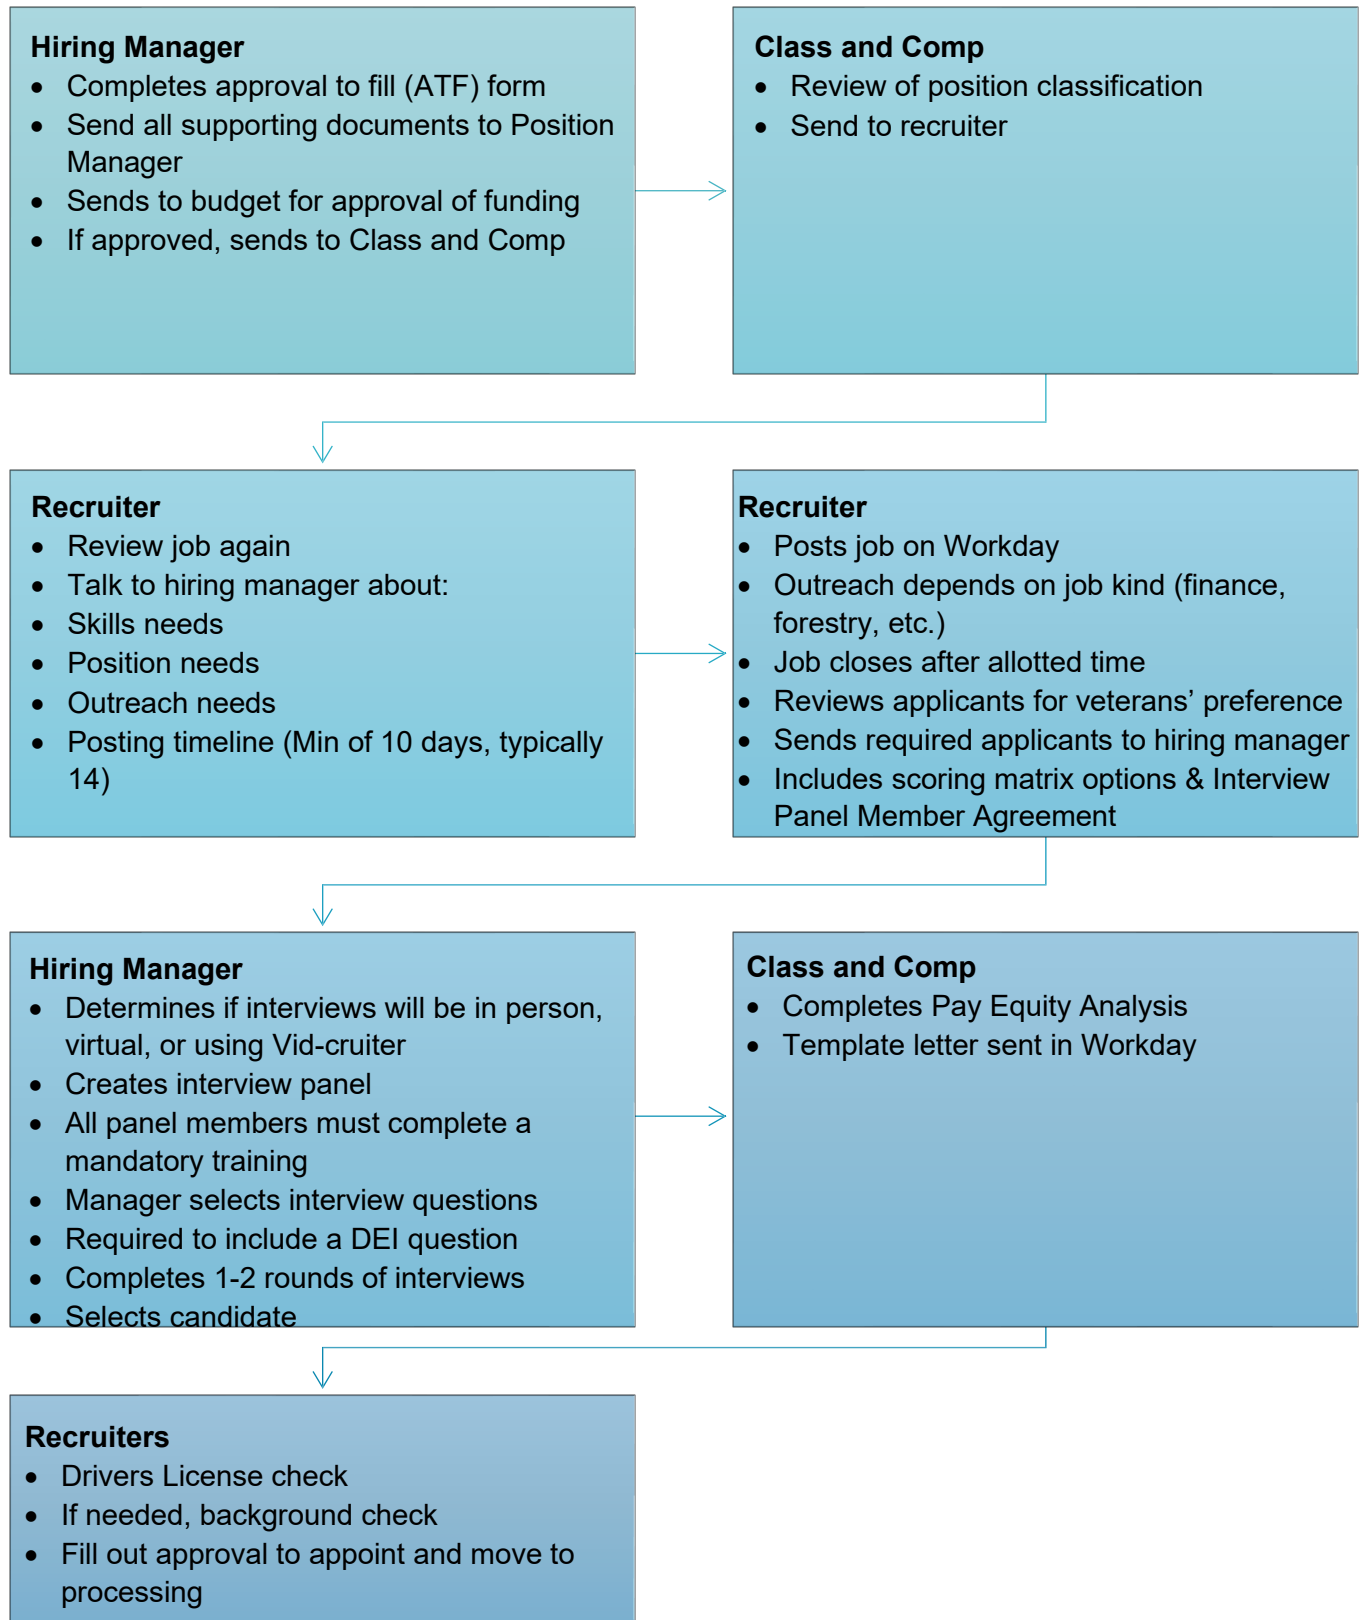 Hiring Manager
• Completes approval to fill (ATF) form
• Send all supporting documents to Position
Manager
• Sends to budget for approval of funding
• If approved, sends to Class and Comp
Class and Comp
• Review of position classification
• Send to recruiter
Recruiter
• Review job again
• Talk to hiring manager about:
• Skills needs
• Position needs
• Outreach needs
• Posting timeline (Min of 10 days, typically
14)
Recruiter
• Posts job on Workday
• Outreach depends on job kind (finance,
forestry, etc.)
• Job closes after allotted time
• Reviews applicants for veterans’ preference
• Sends required applicants to hiring manager
• Includes scoring matrix options & Interview
Panel Member Agreement
Hiring Manager
• Determines if interviews will be in person,
virtual, or using Vid-cruiter
• Creates interview panel
• All panel members must complete a
mandatory training
• Manager selects interview questions
• Required to include a DEI question
• Completes 1-2 rounds of interviews
• Selects candidate
Class and Comp
• Completes Pay Equity Analysis
• Template letter sent in Workday
Recruiters
• Drivers License check
• If needed, background check
• Fill out approval to appoint and move to
processing